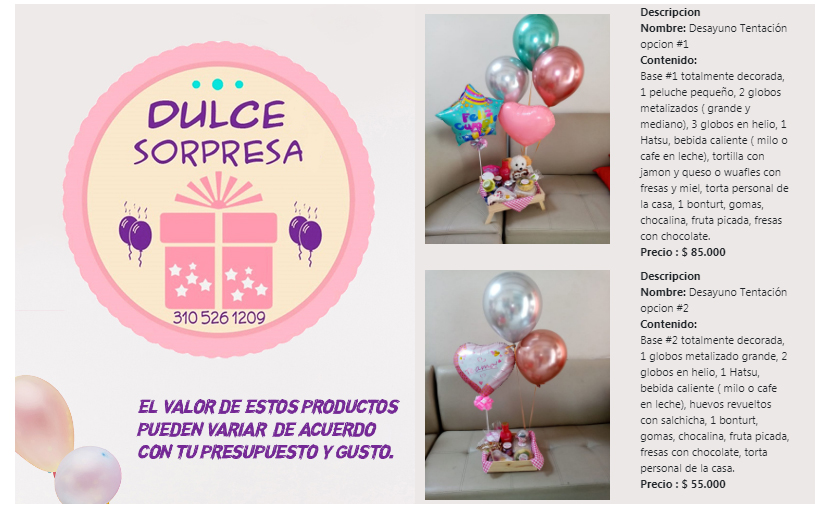 DULCE
SORPRESA
310 526 1209
EL VALOR DE ESTOS PRODUCTOS
PUEDEN VARIAR DE ACUERDO
CON TU PRESUPUESTO Y GUSTO.
Feliz
Descripcion
Nombre: Desayuno Tentación
opcion #1
Contenido:
Base #1 totalmente decorada,
1 peluche pequeño, 2 globos
metalizados ( grande y
mediano), 3 globos en helio, 1
Hatsu, bebida caliente ( milo o
cafe en leche), tortilla con
jamon y queso o wuafles con
fresas y miel, torta personal de
la casa, 1 bonturt, gomas,
chocalina, fruta picada, fresas
con chocolate.
Precio : $ 85.000
Descripcion
Nombre: Desayuno Tentación
opcion #2
Contenido:
Base #2 totalmente decorada,
1 globos metalizado grande, 2
globos en helio, 1 Hatsu,
bebida caliente ( milo o cafe
en leche), huevos revueltos
con salchicha, 1 bonturt,
gomas, chocalina, fruta picada,
fresas con chocolate, torta
personal de la casa.
Precio : $ 55.000